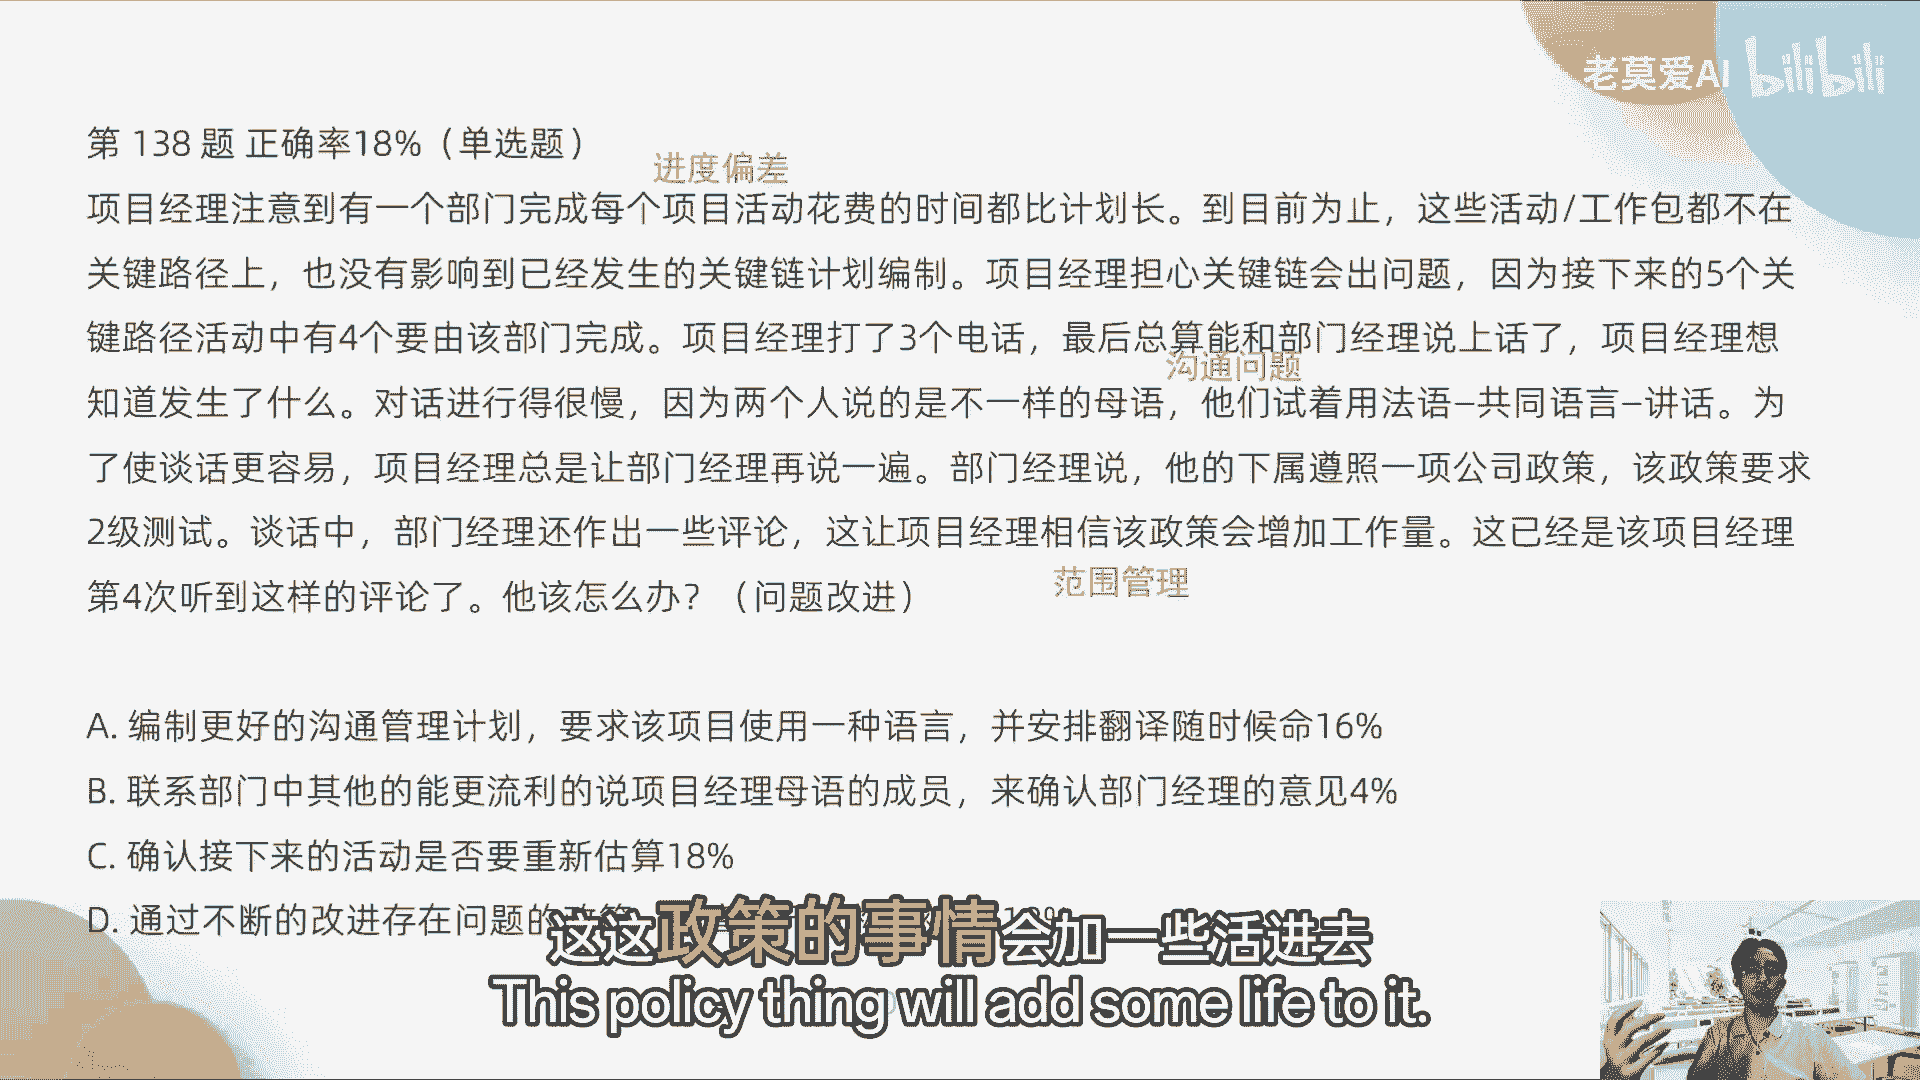 老莫爱AI bilibili
第 138 题 正确率18%（单选题）
进度偏差
项目经理注意到有一个部门完成每个项目活动花费的时间都比计划长。到目前为止，这些活动/工作包都不在
关键路径上，也没有影响到已经发生的关键链计划编制。项目经理担心关键链会出问题，因为接下来的5个关
键路径活动中有4个要由该部门完成。项目经理打了3个电话，最后总算能和部门经理说上话了，项目经理想
沟通问题
知道发生了什么。对话进行得很慢，因为两个人说的是不一样的母语，他们试着用法语–共同语言–讲话。为
了使谈话更容易，项目经理总是让部门经理再说一遍。部门经理说，他的下属遵照一项公司政策，该政策要求
2级测试。谈话中，部门经理还作出一些评论，这让项目经理相信该政策会增加工作量。这已经是该项目经理
范围管理
第4次听到这样的评论了。他该怎么办？（问题改进）
A. 编制更好的沟通管理计划，要求该项目使用一种语言，并安排翻译随时候命16%
B. 联系部门中其他的能更流利的说项目经理母语的成员，来确认部门经理的意见4%
C. 确认接下来的活动是否要重新估算18%
D. 通过不断的改进存在问题的
这这政策的事情会加一些活进去
This policy thing will add some life to it.